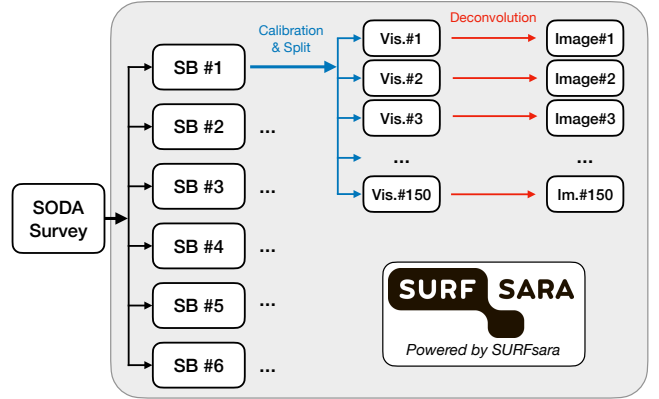 Deconvolution
Calibration
& Split
SODA
Survey
SB #1
SB #2
...
SB #3
...
SB #4
...
SB #5
...
SB #6
...
Vis.#1
Image#1
Vis.#2
Image#2
Vis.#3
Image#3
...
...
Vis.#150
Im.#150
SURF SARA
Powered by SURFsara